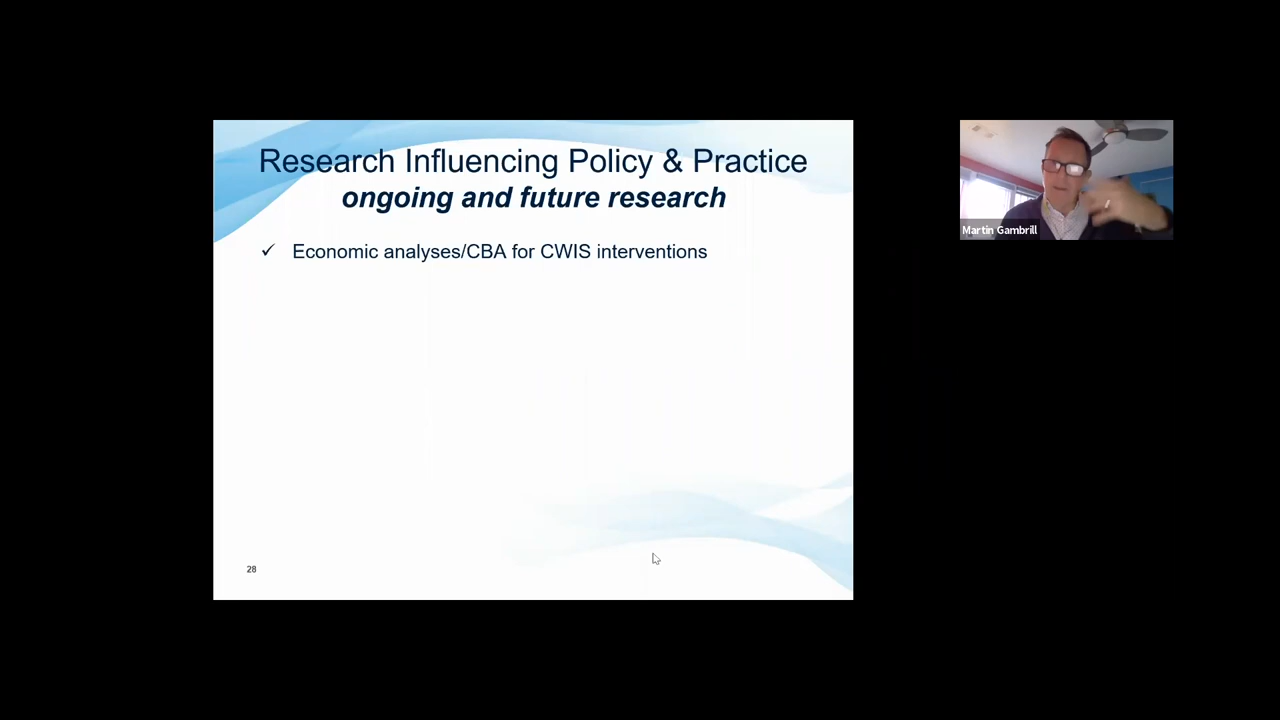 Research Influencing Policy & Practice
ongoing and future research
✓ Economic analyses/CBA for CWIS interventions
28
Martin Gambrill